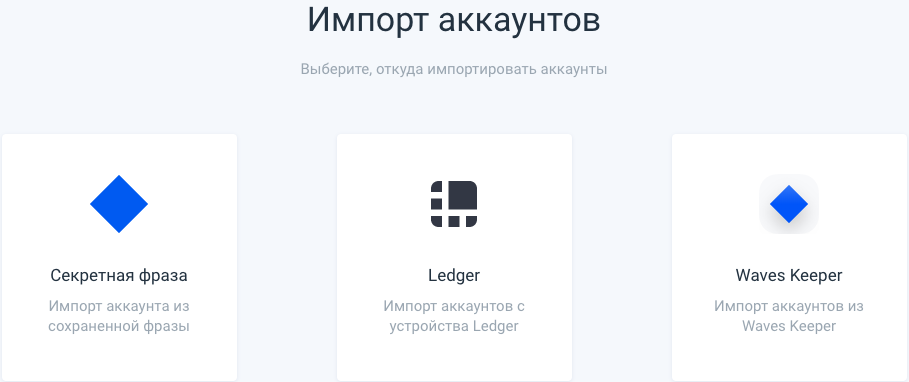 Импорт аккаунтов
Выберите, откуда импортировать аккаунты
Секретная фраза
Импорт аккаунта из
сохраненной фразы
Ledger
Импорт аккаунтов с
устройства Ledger
Waves Keeper
Импорт аккаунтов из
Waves Keeper